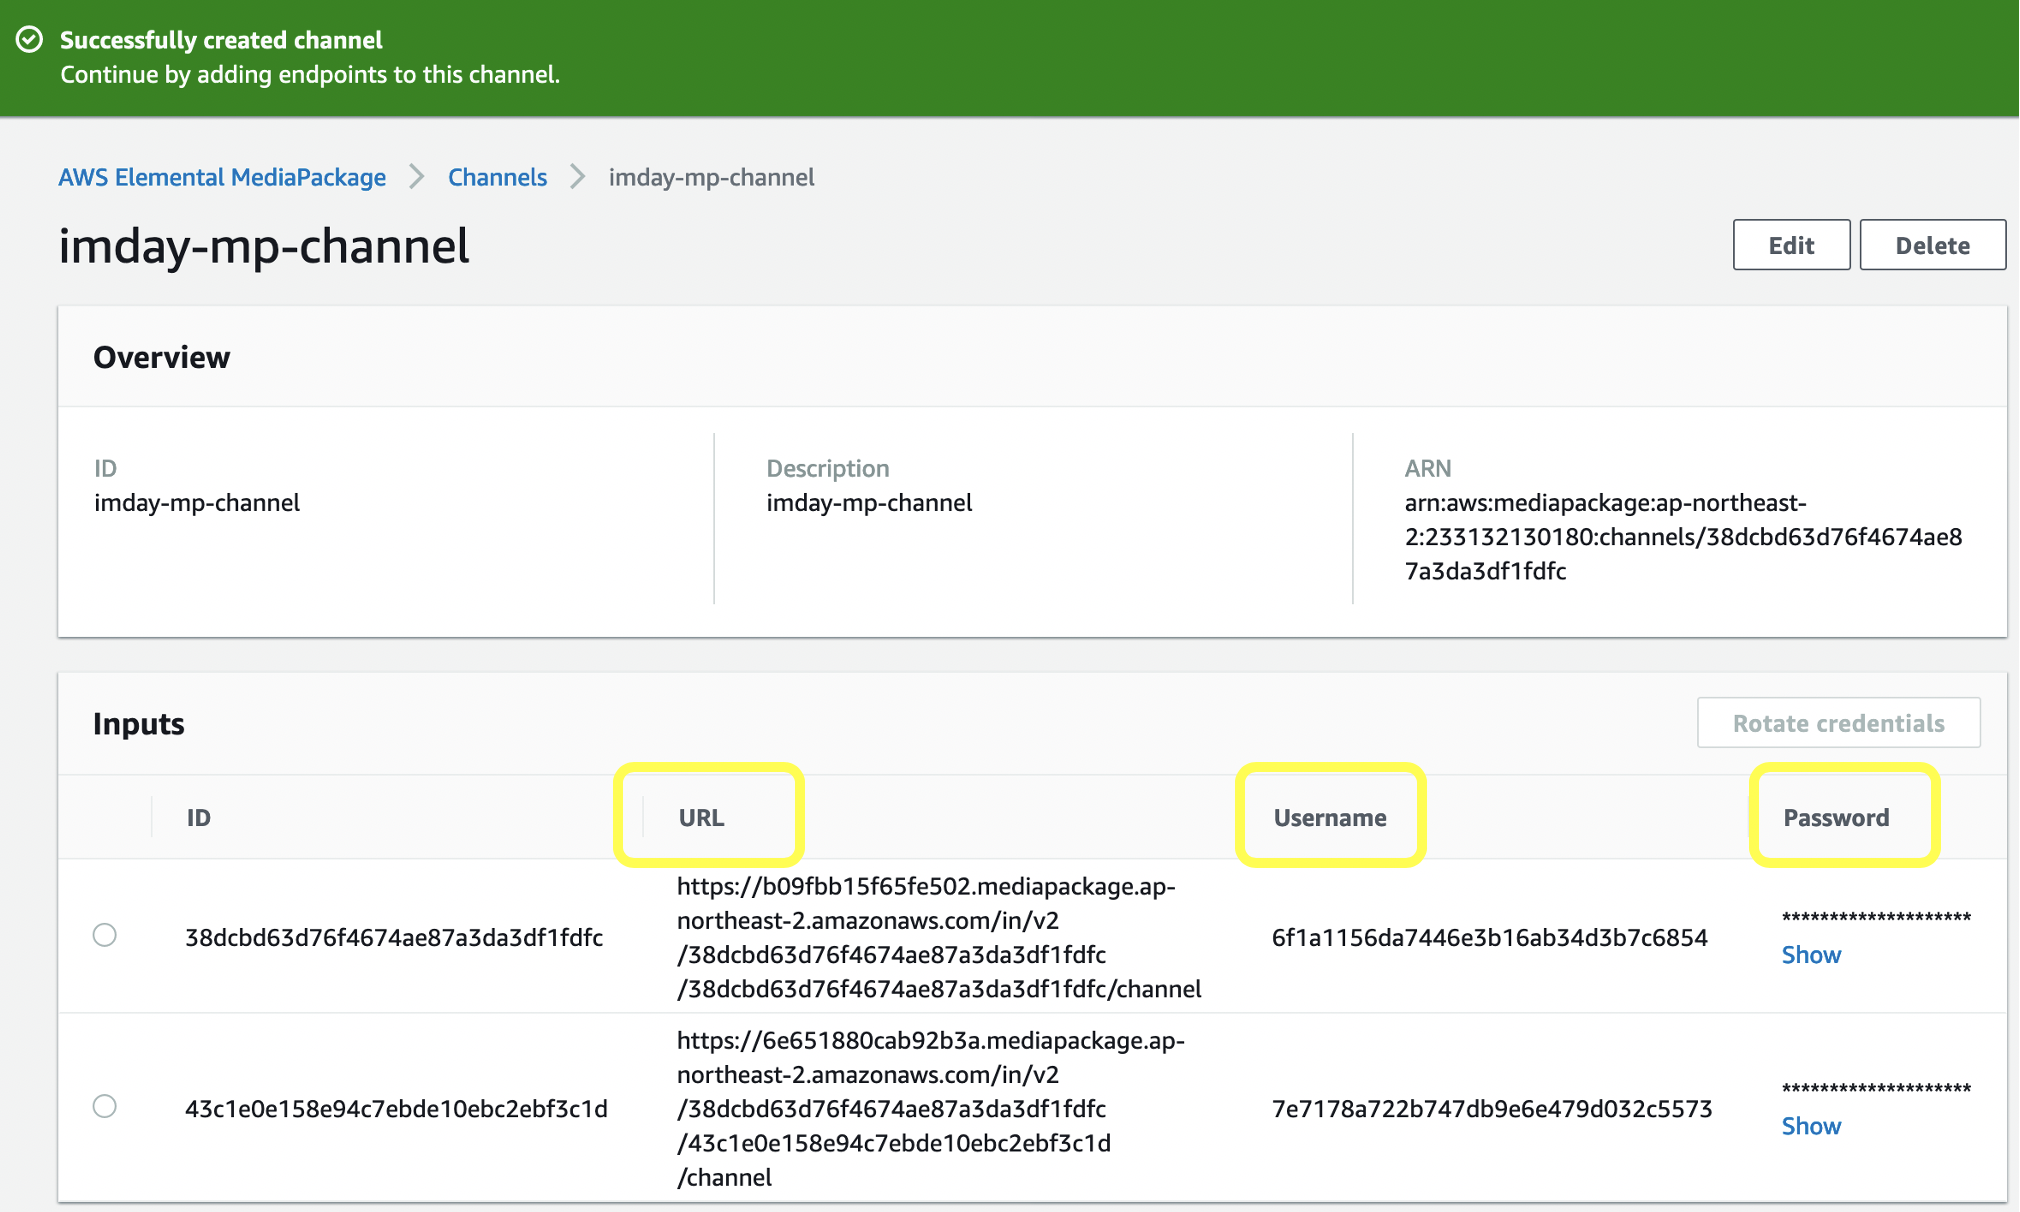 Successfully created channel
Continue by adding endpoints to this channel.
AWS Elemental MediaPackage > Channels > imday-mp-channel
imday-mp-channel
Edit
Delete
Overview
ID
imday-mp-channel
Description
imday-mp-channel
ARN
arn:aws:mediapackage:ap-northeast-
2:233132130180:channels/38dcbd63d76f4674ae8
7a3da3df1fdfc
Inputs
Rotate credentials
ID
URL
Username
Password
38dcbd63d76f4674ae87a3da3df1fdfc
https://b09fbb15f65fe502.mediapackage.ap-
northeast-2.amazonaws.com/in/v2
/38dcbd63d76f4674ae87a3da3df1fdfc
/38dcbd63d76f4674ae87a3da3df1fdfc/channel
6f1a1156da7446e3b16ab34d3b7c6854
********************
Show
43c1e0e158e94c7ebde10ebc2ebf3c1d
https://6e651880cab92b3a.mediapackage.ap-
northeast-2.amazonaws.com/in/v2
/38dcbd63d76f4674ae87a3da3df1fdfc
/43c1e0e158e94c7ebde10ebc2ebf3c1d
/channel
7e7178a722b747db9e6e479d032c5573
********************
Show